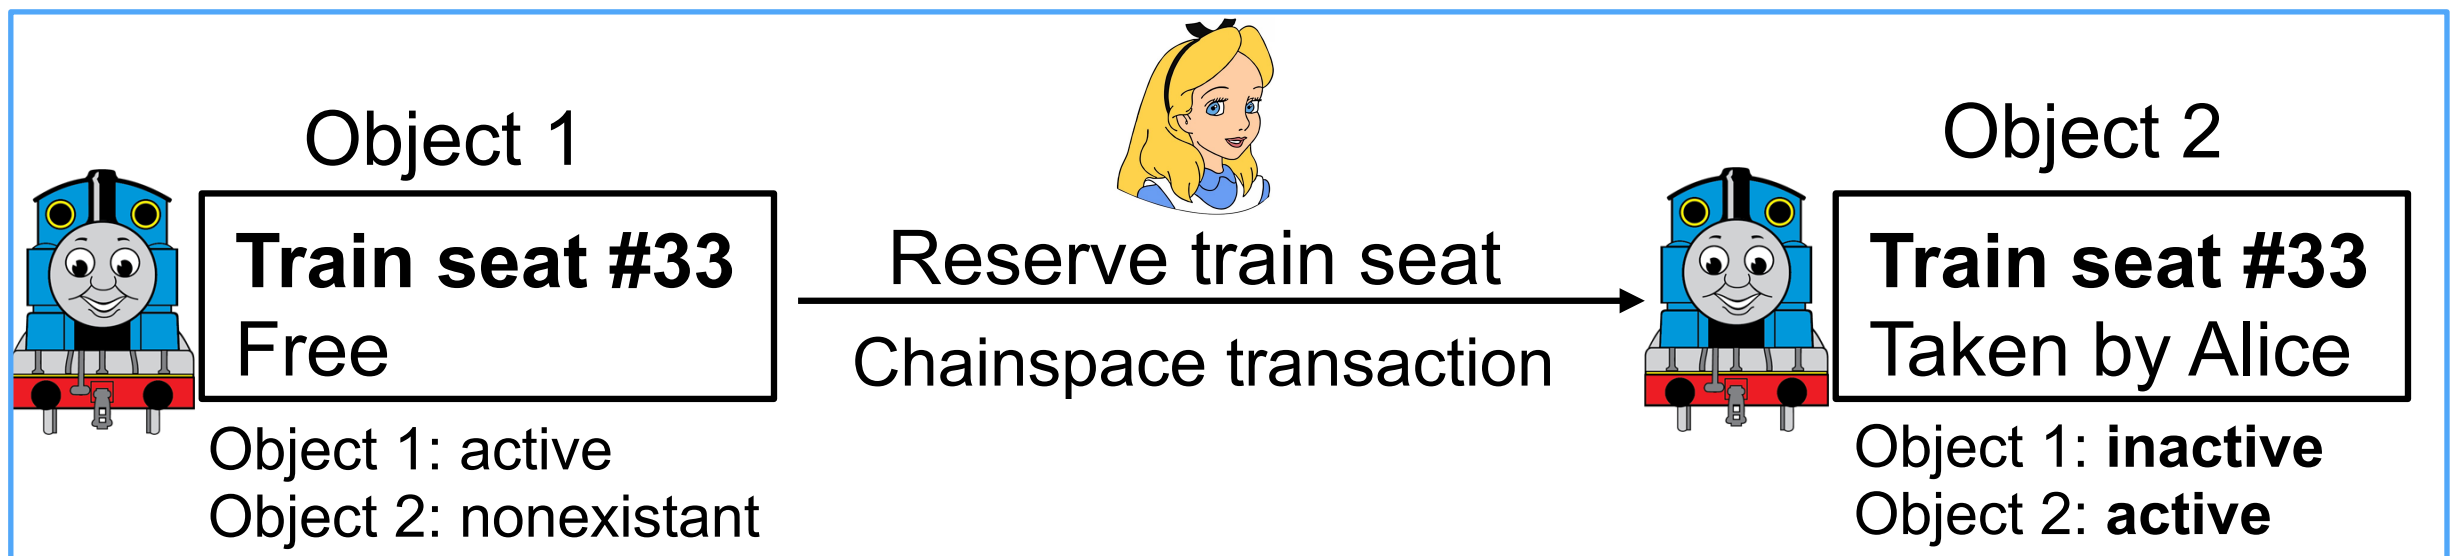 Object 1
Train seat #33
Free
Object 1: active
Object 2: nonexistant
Reserve train seat
Chainspace transaction
Object 2
Train seat #33
Taken by Alice
Object 1: inactive
Object 2: active